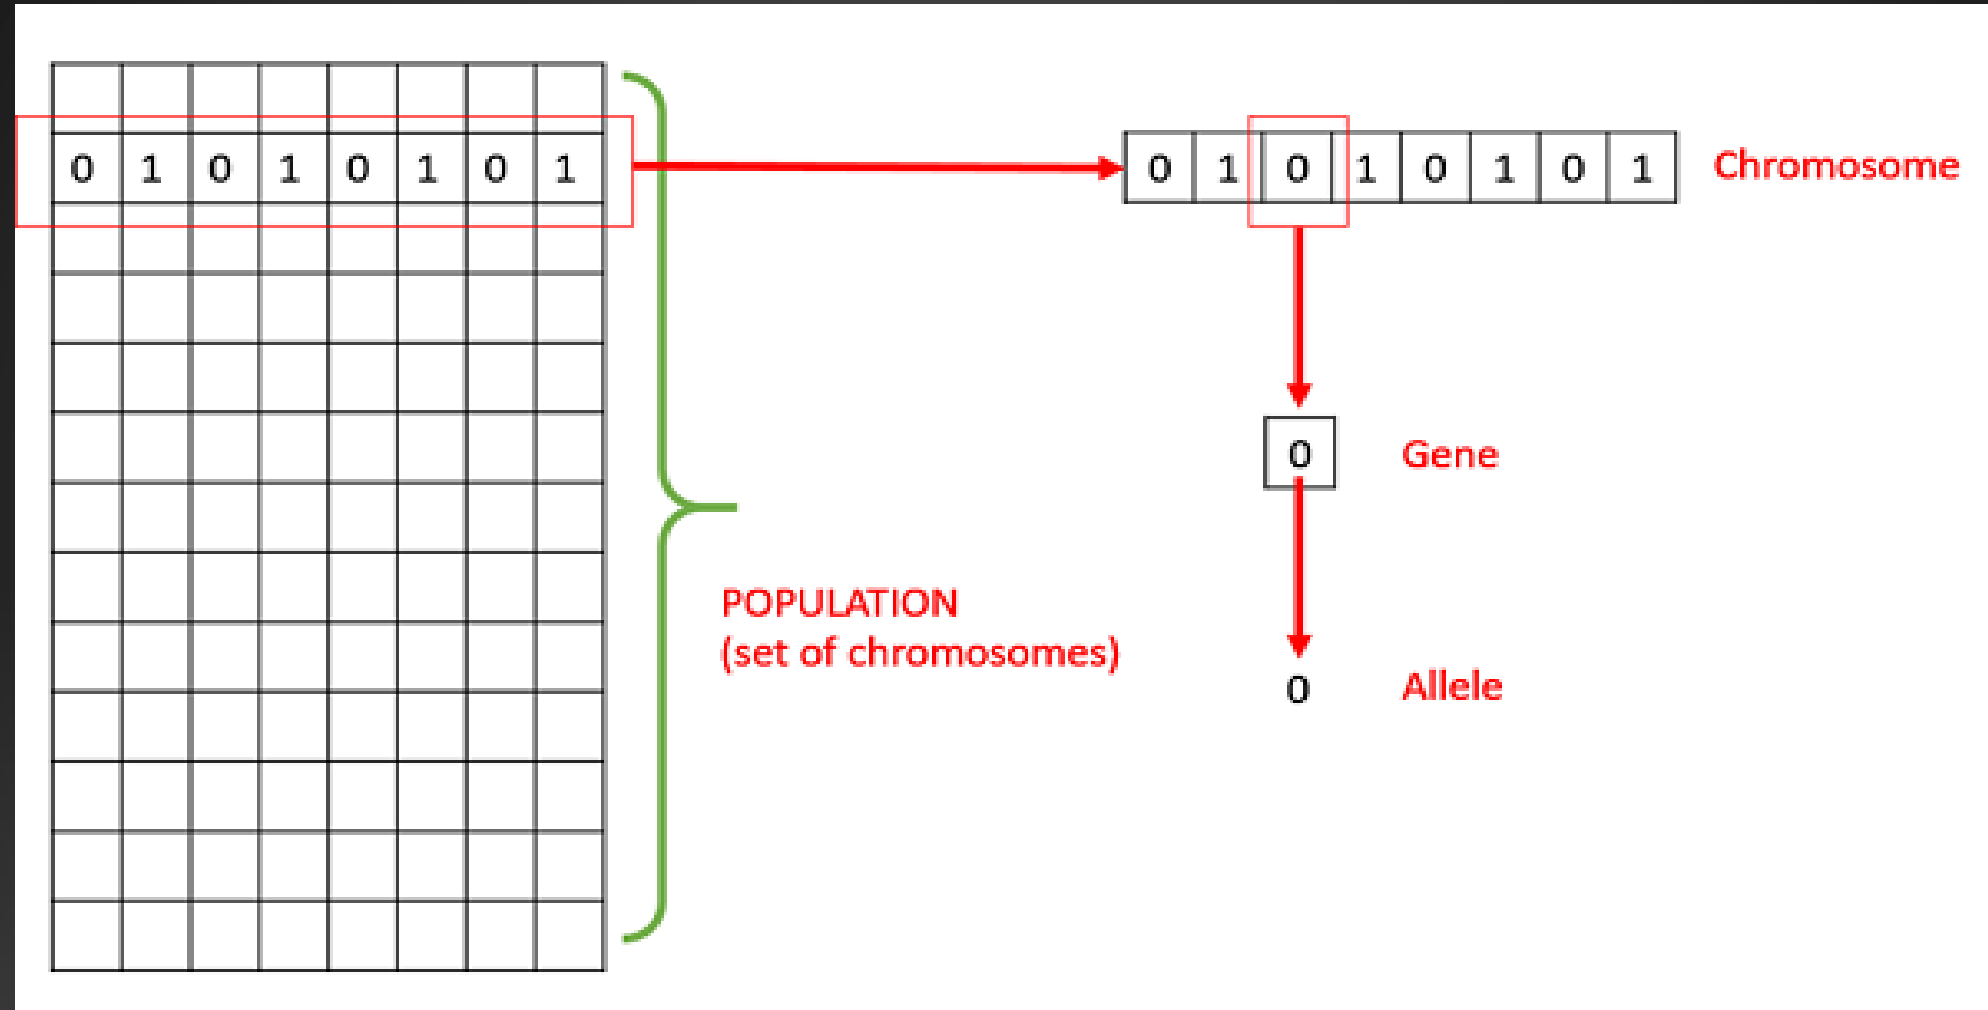 0 1 0 1 0 1 0 1
0 1 0 1 0 1 0 1 Chromosome
0 Gene
POPULATION
(set of chromosomes)
0 Allele